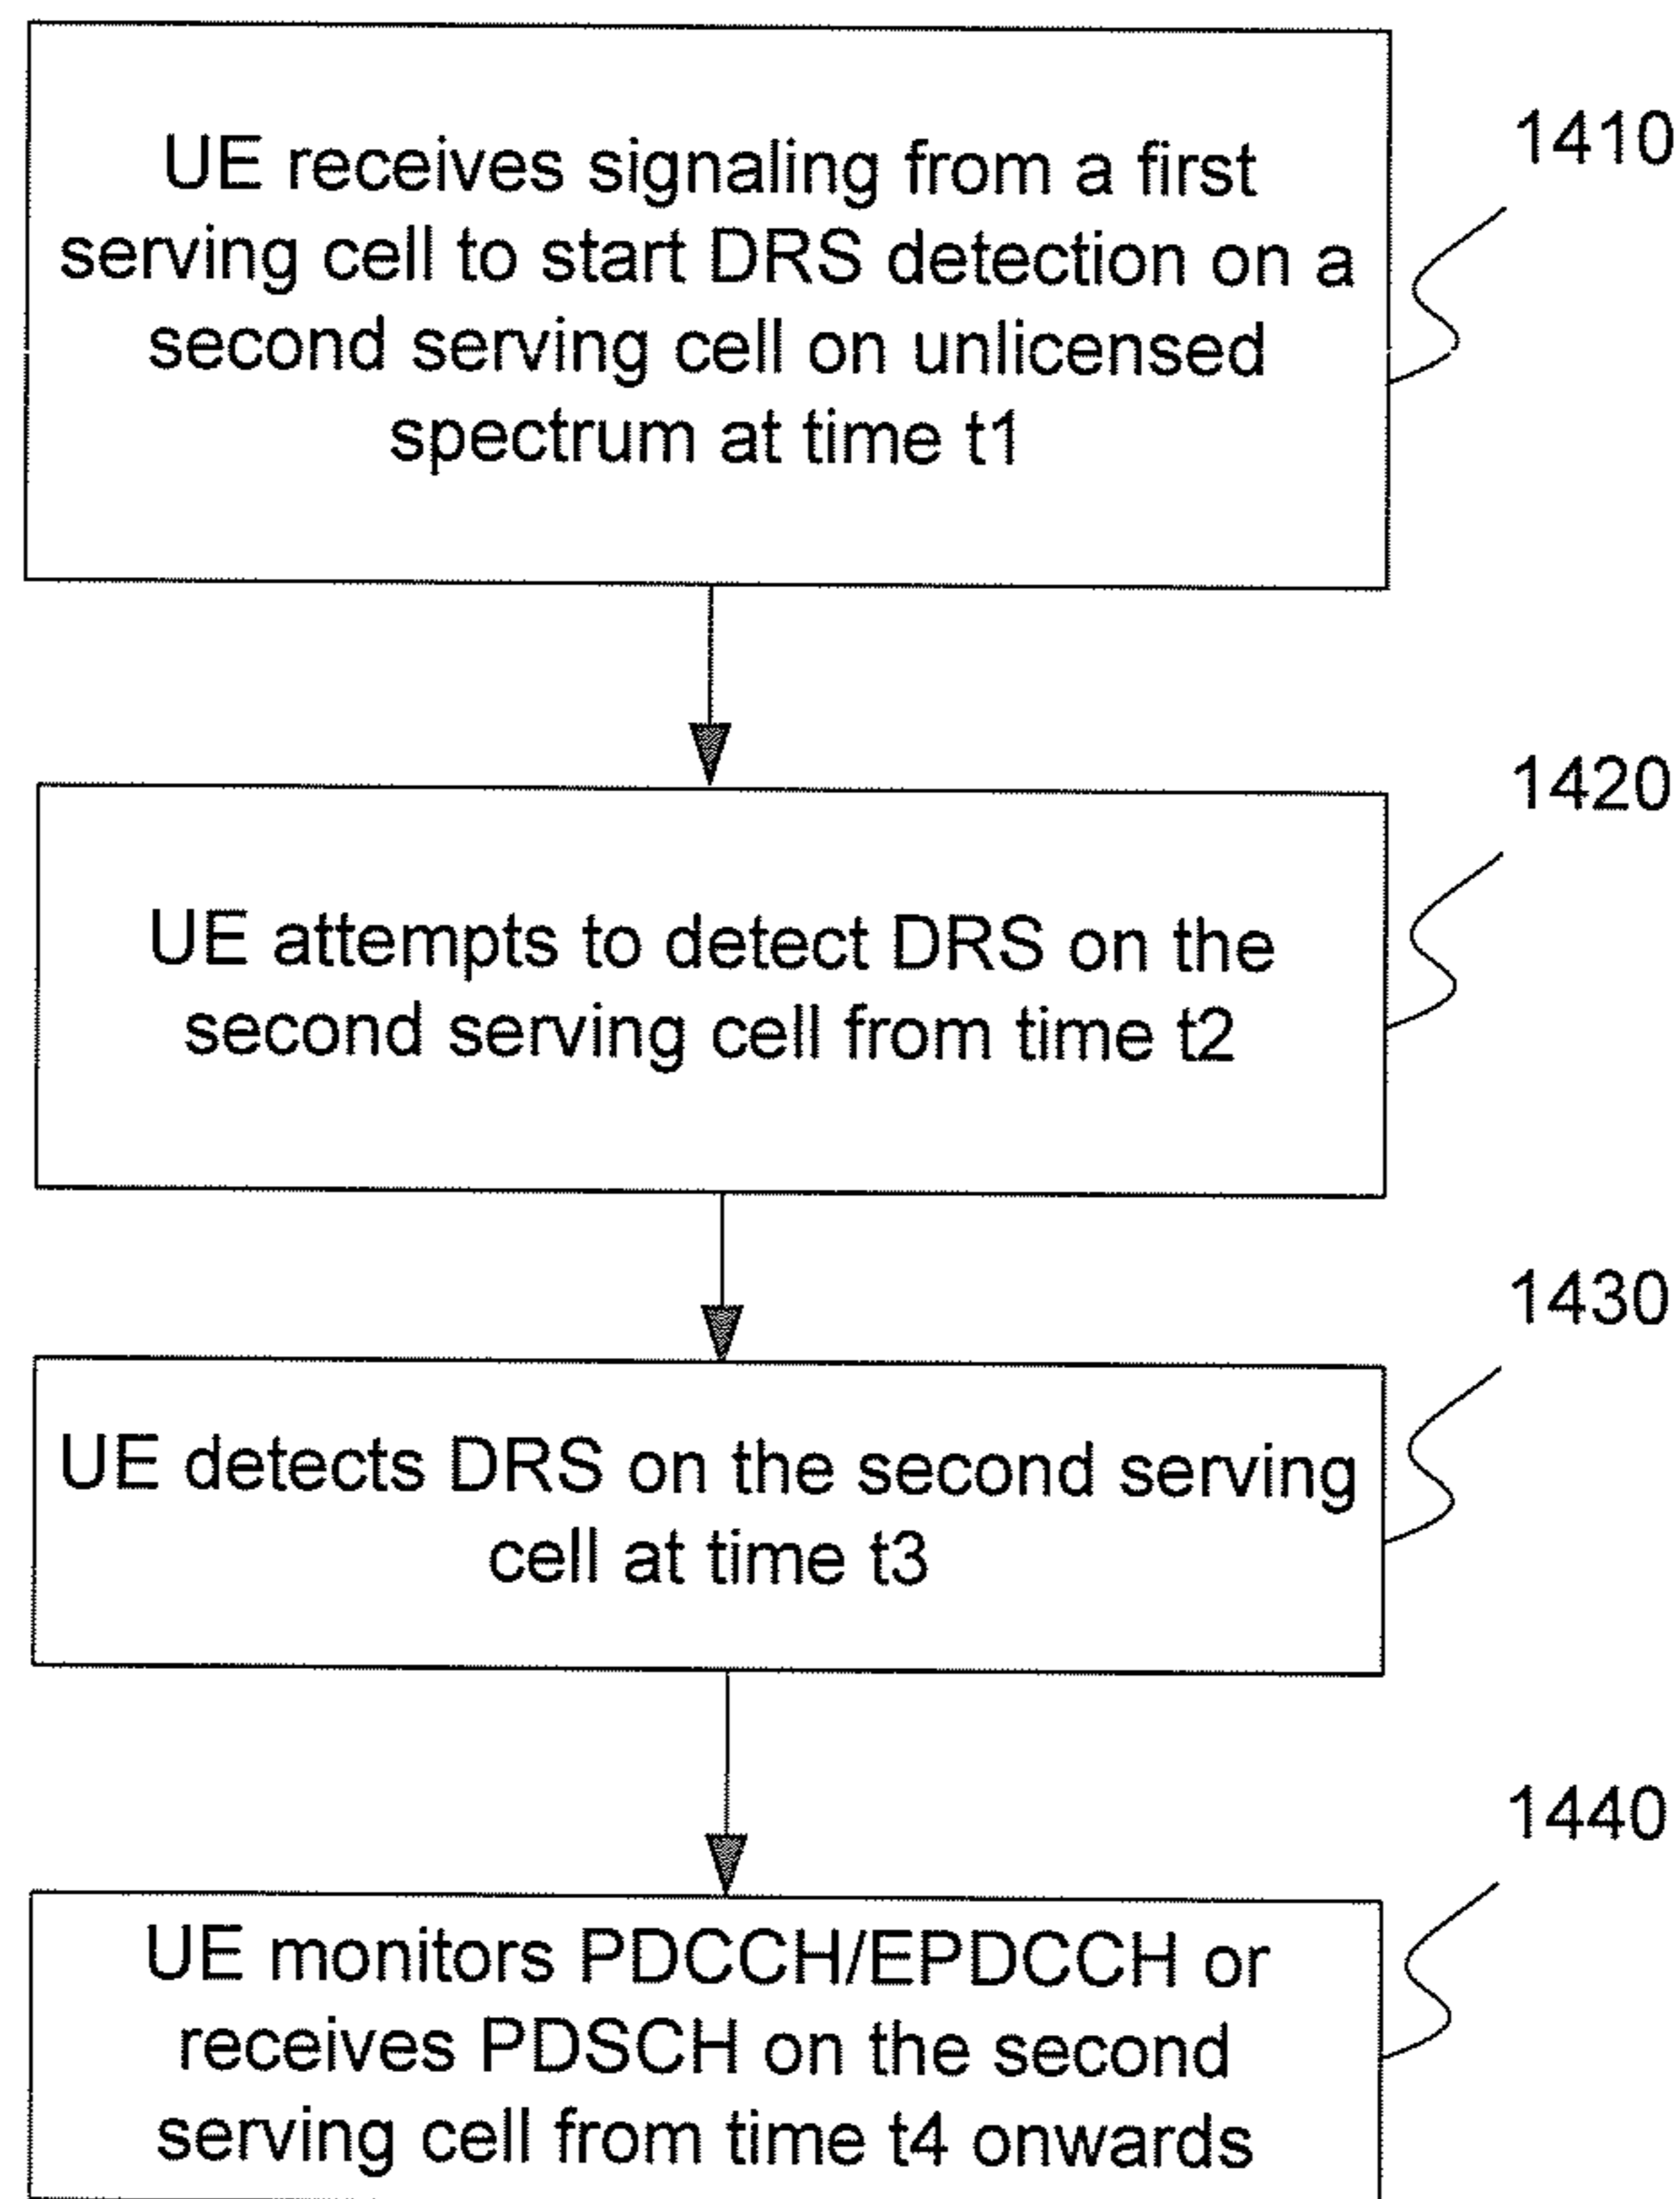 UE receives signaling from a first
serving cell to start DRS detection on a
second serving cell on unlicensed
spectrum at time t1
1410
UE attempts to detect DRS on the
second serving cell from time t2
1420
UE detects DRS on the second serving
cell at time t3
1430
UE monitors PDCCH/EPDCCH or
receives PDSCH on the second
serving cell from time t4 onwards
1440